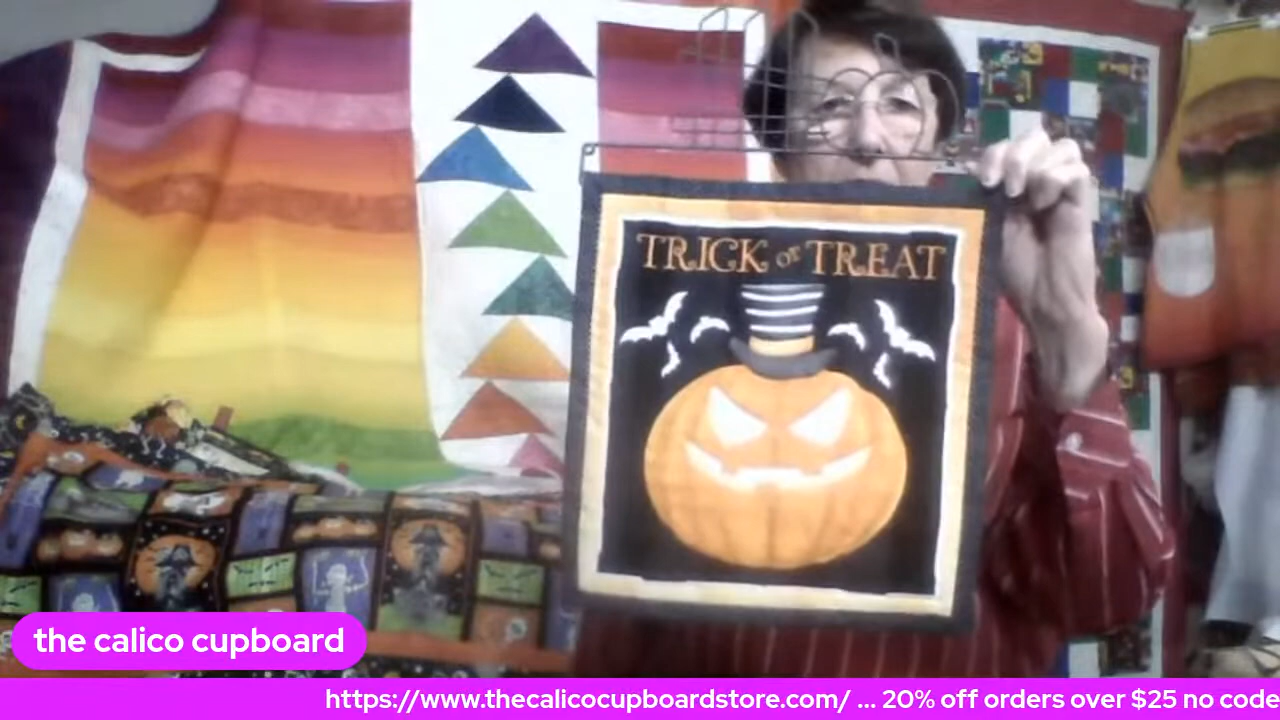 TRICK or TREAT
the calico cupboard
https://www.thecalicocupboardstore.com/ ... 20% off orders over $25 no code